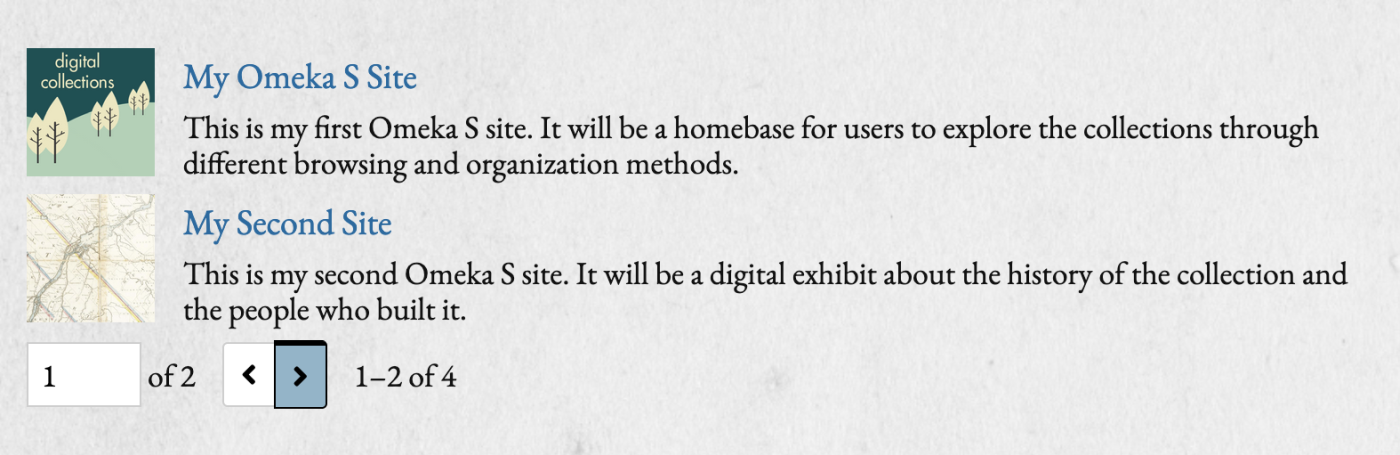 digital
collections
My Omeka S Site
This is my first Omeka S site. It will be a homebase for users to explore the collections through
different browsing and organization methods.
My Second Site
This is my second Omeka S site. It will be a digital exhibit about the history of the collection and
the people who built it.
1 of 2 1–2 of 4